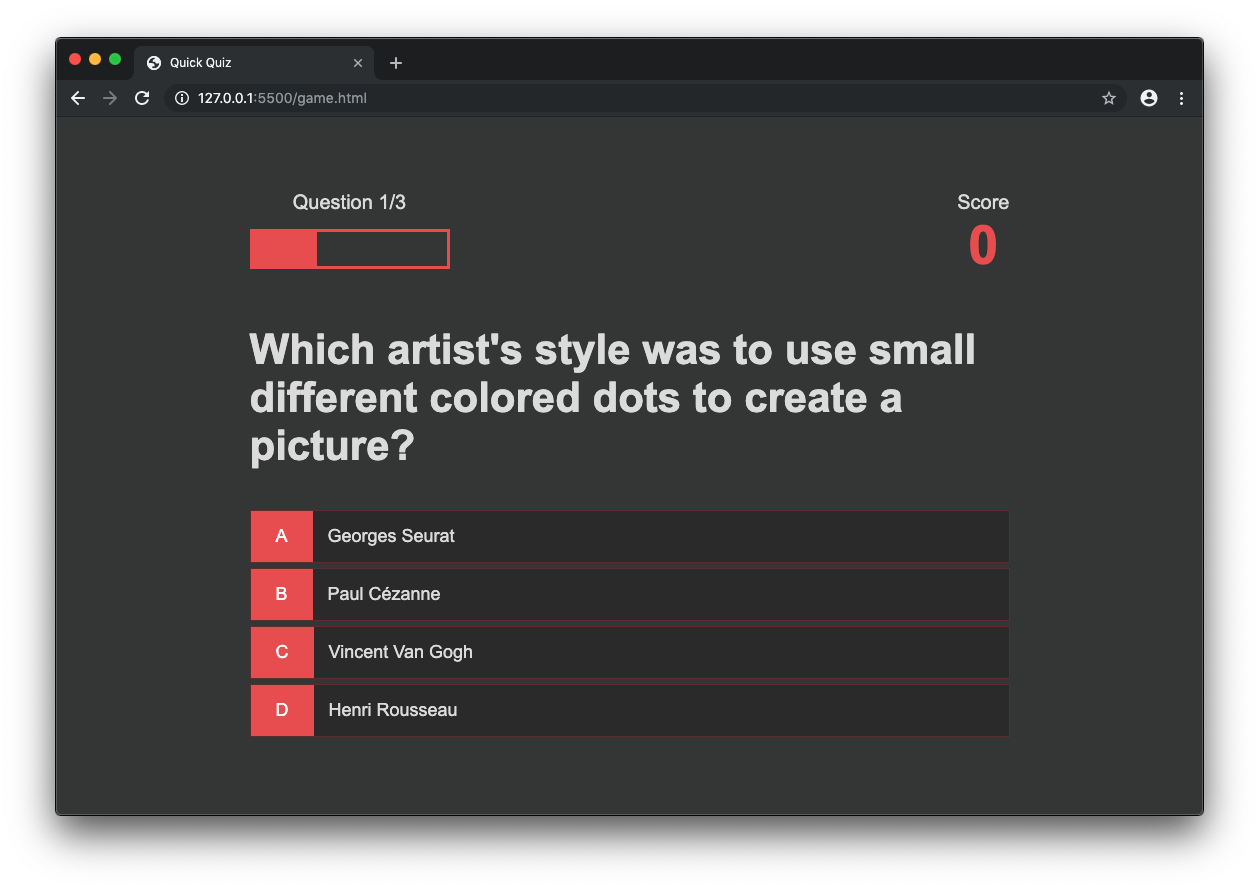 Quick Quiz
127.0.0.1:5500/game.html
Question 1/3
Score
0
Which artist's style was to use small
different colored dots to create a
picture?
A Georges Seurat
B Paul Cézanne
C Vincent Van Gogh
D Henri Rousseau